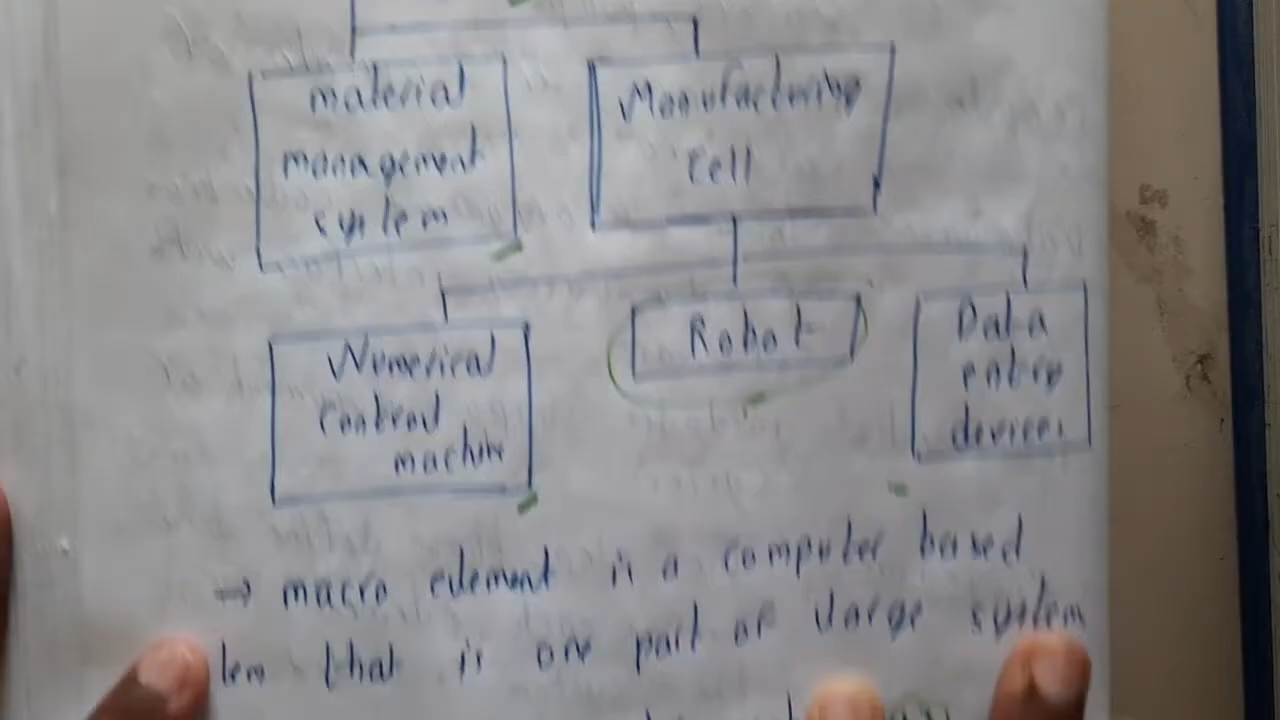 material
management
system
Manufacturing
Cell
Numerical
control
machine
Robot
Data
entry
devices
→ macro element is a computer based
tem that is one part of large system